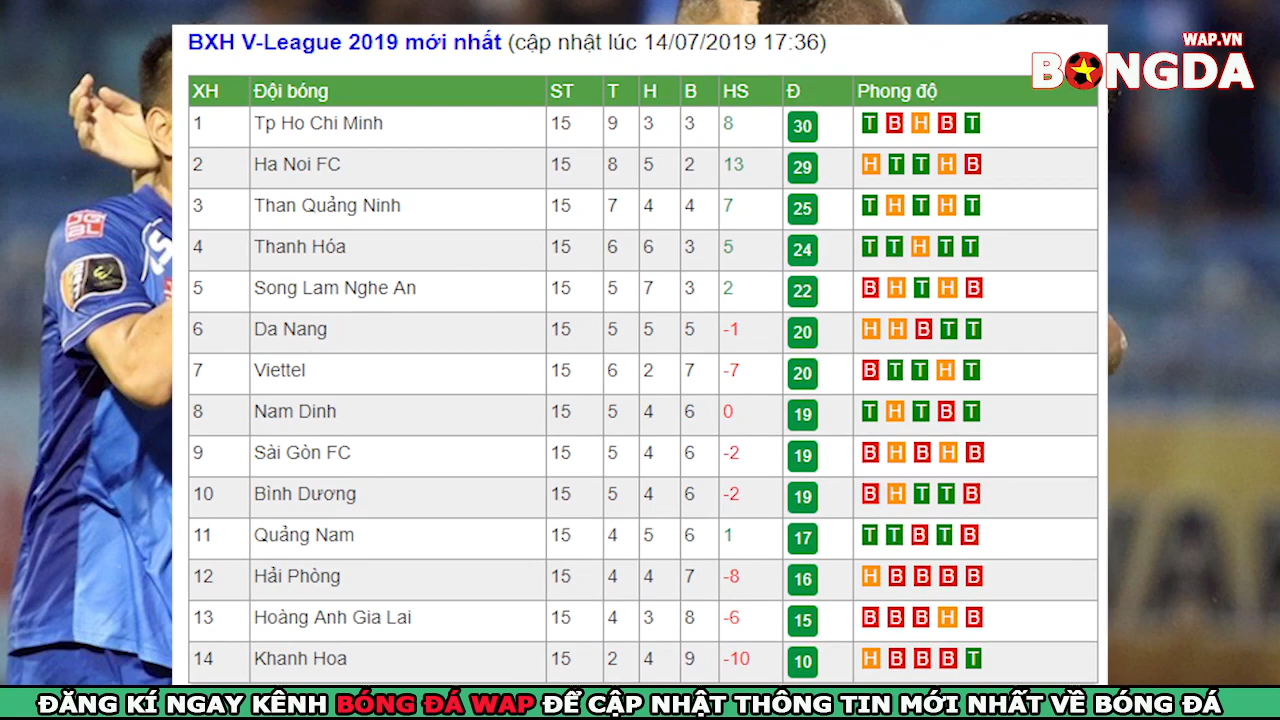 WAP.VN
BONGDA
BXH V-League 2019 mới nhất (cập nhật lúc 14/07/2019 17:36)
XH Đội bóng ST T H B HS Đ Phong độ
1 Tp Ho Chi Minh 15 9 3 3 8 30 T B H B T
2 Ha Noi FC 15 8 5 2 13 29 H T T H B
3 Than Quảng Ninh 15 7 4 4 7 25 T H T H T
4 Thanh Hóa 15 6 6 3 5 24 T T H T T
5 Song Lam Nghe An 15 5 7 3 2 22 B H T H B
6 Da Nang 15 5 5 5 -1 20 H H B T T
7 Viettel 15 6 2 7 -7 20 B T T H T
8 Nam Dinh 15 5 4 6 0 19 T H T B T
9 Sài Gòn FC 15 5 4 6 -2 19 B H B H B
10 Bình Dương 15 5 4 6 -2 19 B H T T B
11 Quảng Nam 15 4 5 6 1 17 T T B T B
12 Hải Phòng 15 4 4 7 -8 16 H B B B B
13 Hoàng Anh Gia Lai 15 4 3 8 -6 15 B B B H B
14 Khanh Hoa 15 2 4 9 -10 10 H B B B T
ĐĂNG KÍ NGAY KÊNH BÓNG ĐÁ WAP ĐỂ CẬP NHẬT THÔNG TIN MỚI NHẤT VỀ BÓNG ĐÁ